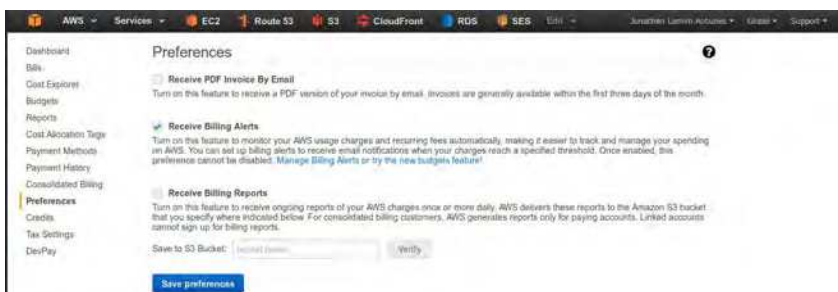 AWS Services EC2 Route 53 S3 CloudFront RDS SES Edit Global Support
Dashboard
Bills
Cost Explorer
Budgets
Reports
Cost Allocation Tags
Payment Methods
Payment History
Consolidated Billing
Preferences
Credits
Tax Settings
DevPay
Preferences
Receive PDF Invoice By Email
Turn on this feature to receive a PDF version of your invoice by email. Invoices are generally available within the first three days of the month.
Receive Billing Alerts
Turn on this feature to monitor your AWS usage charges and recurring fees automatically, making it easier to track and manage your spending
on AWS. You can set up billing alerts to receive email notifications when your charges reach a specified threshold. Once enabled, this
preference cannot be disabled. Manage Billing Alerts or try the new budgets feature!
Receive Billing Reports
Turn on this feature to receive ongoing reports of your AWS charges once or more daily. AWS delivers these reports to the Amazon S3 bucket
that you specify where indicated below. For consolidated billing customers, AWS generates reports only for paying accounts. Linked accounts
cannot sign up for billing reports.
Save to S3 Bucket: Verify
Save preferences